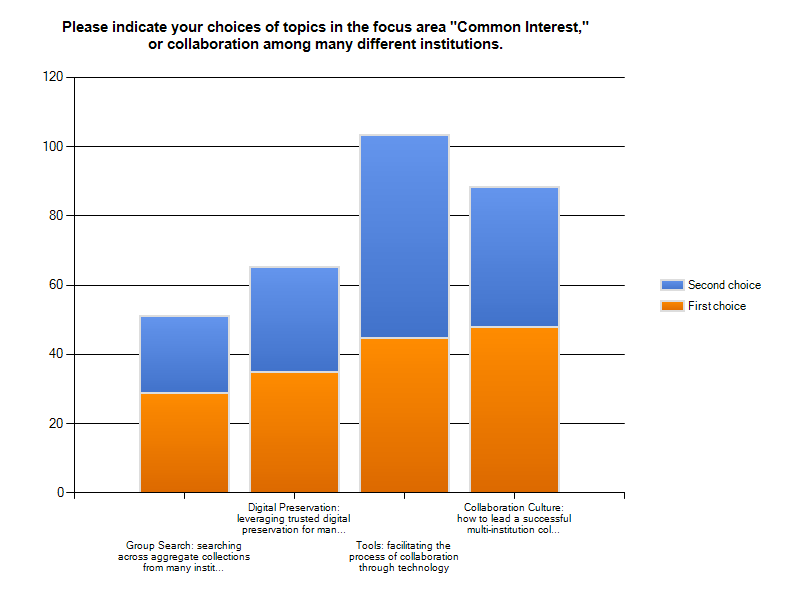 Please indicate your choices of topics in the focus area "Common Interest,"
or collaboration among many different institutions.
120
100
80
60
40
20
0
Second choice
First choice
Digital Preservation:
leveraging trusted digital
preservation for man...
Collaboration Culture:
how to lead a successful
multi-institution col...
Group Search: searching
across aggregate collections
from many instit...
Tools: facilitating the
process of collaboration
through technology